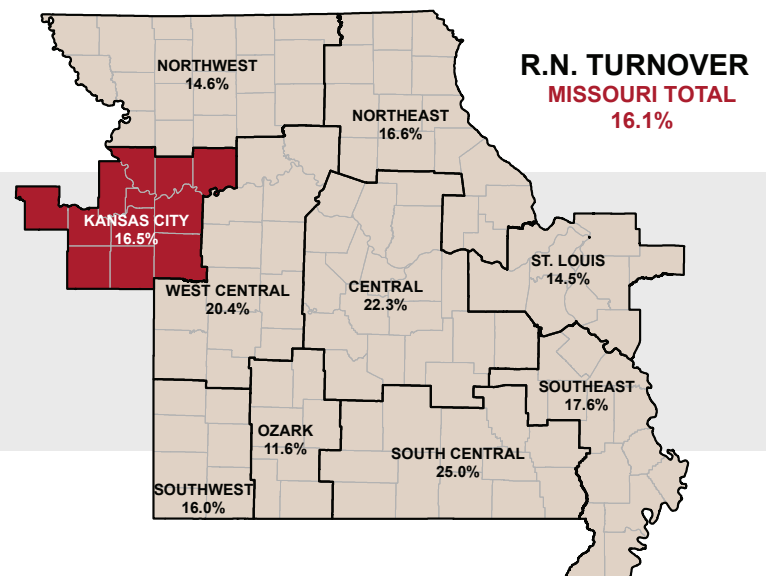 R.N. TURNOVER
MISSOURI TOTAL
16.1%
NORTHWEST
14.6%
NORTHEAST
16.6%
KANSAS CITY
16.5%
ST. LOUIS
14.5%
WEST CENTRAL
20.4%
CENTRAL
22.3%
SOUTHEAST
17.6%
OZARK
11.6%
SOUTH CENTRAL
25.0%
SOUTHWEST
16.0%